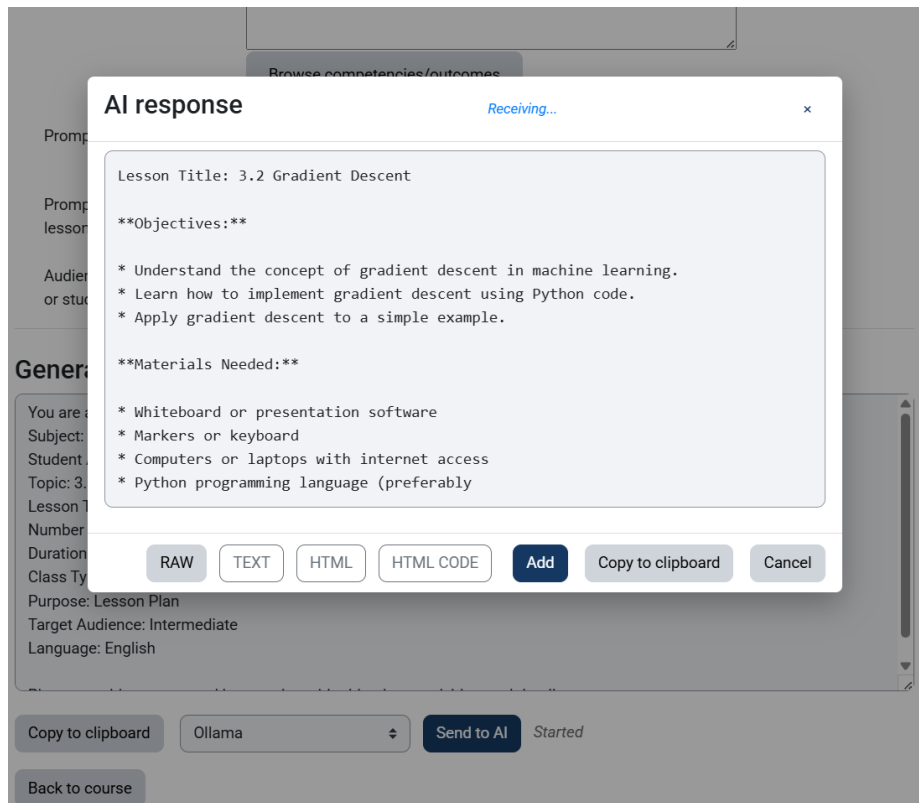 Browse competencies/outcomes
AI response
Receiving...
×
Promp
Lesson Title: 3.2 Gradient Descent
Promp
lesson
**Objectives:**
Audien
or stud
* Understand the concept of gradient descent in machine learning.
* Learn how to implement gradient descent using Python code.
* Apply gradient descent to a simple example.
**Materials Needed:**
Genera
* Whiteboard or presentation software
* Markers or keyboard
* Computers or laptops with internet access
* Python programming language (preferably
You are a
Subject:
Student
Topic: 3.
Lesson T
Number
Duration
Class Ty
RAW
TEXT
HTML
HTML CODE
Add
Copy to clipboard
Cancel
Purpose: Lesson Plan
Target Audience: Intermediate
Language: English
Copy to clipboard
Ollama
Send to AI
Started
Back to course